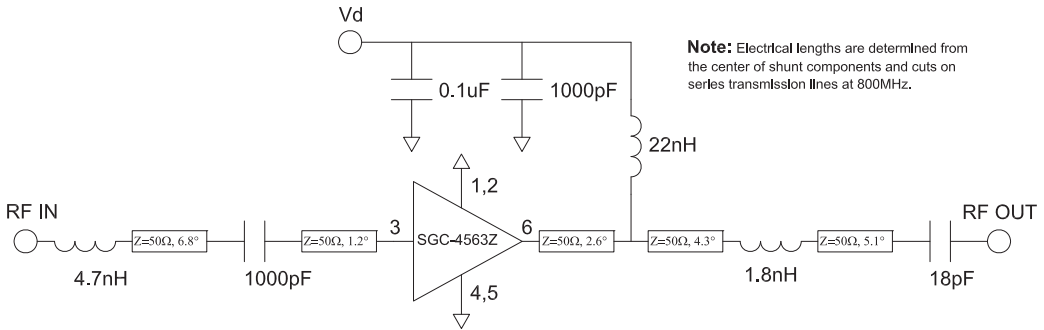 Vd
Note: Electrical lengths are determined from
the center of shunt components and cuts on
series transmission lines at 800MHz.
0.1uF
1000pF
22nH
1,2
RF IN
3
SGC-4563Z
6
RF OUT
Z=50Ω, 6.8°
Z=50Ω, 1.2°
Z=50Ω, 2.6°
Z=50Ω, 4.3°
Z=50Ω, 5.1°
4.7nH
1000pF
4,5
1.8nH
18pF